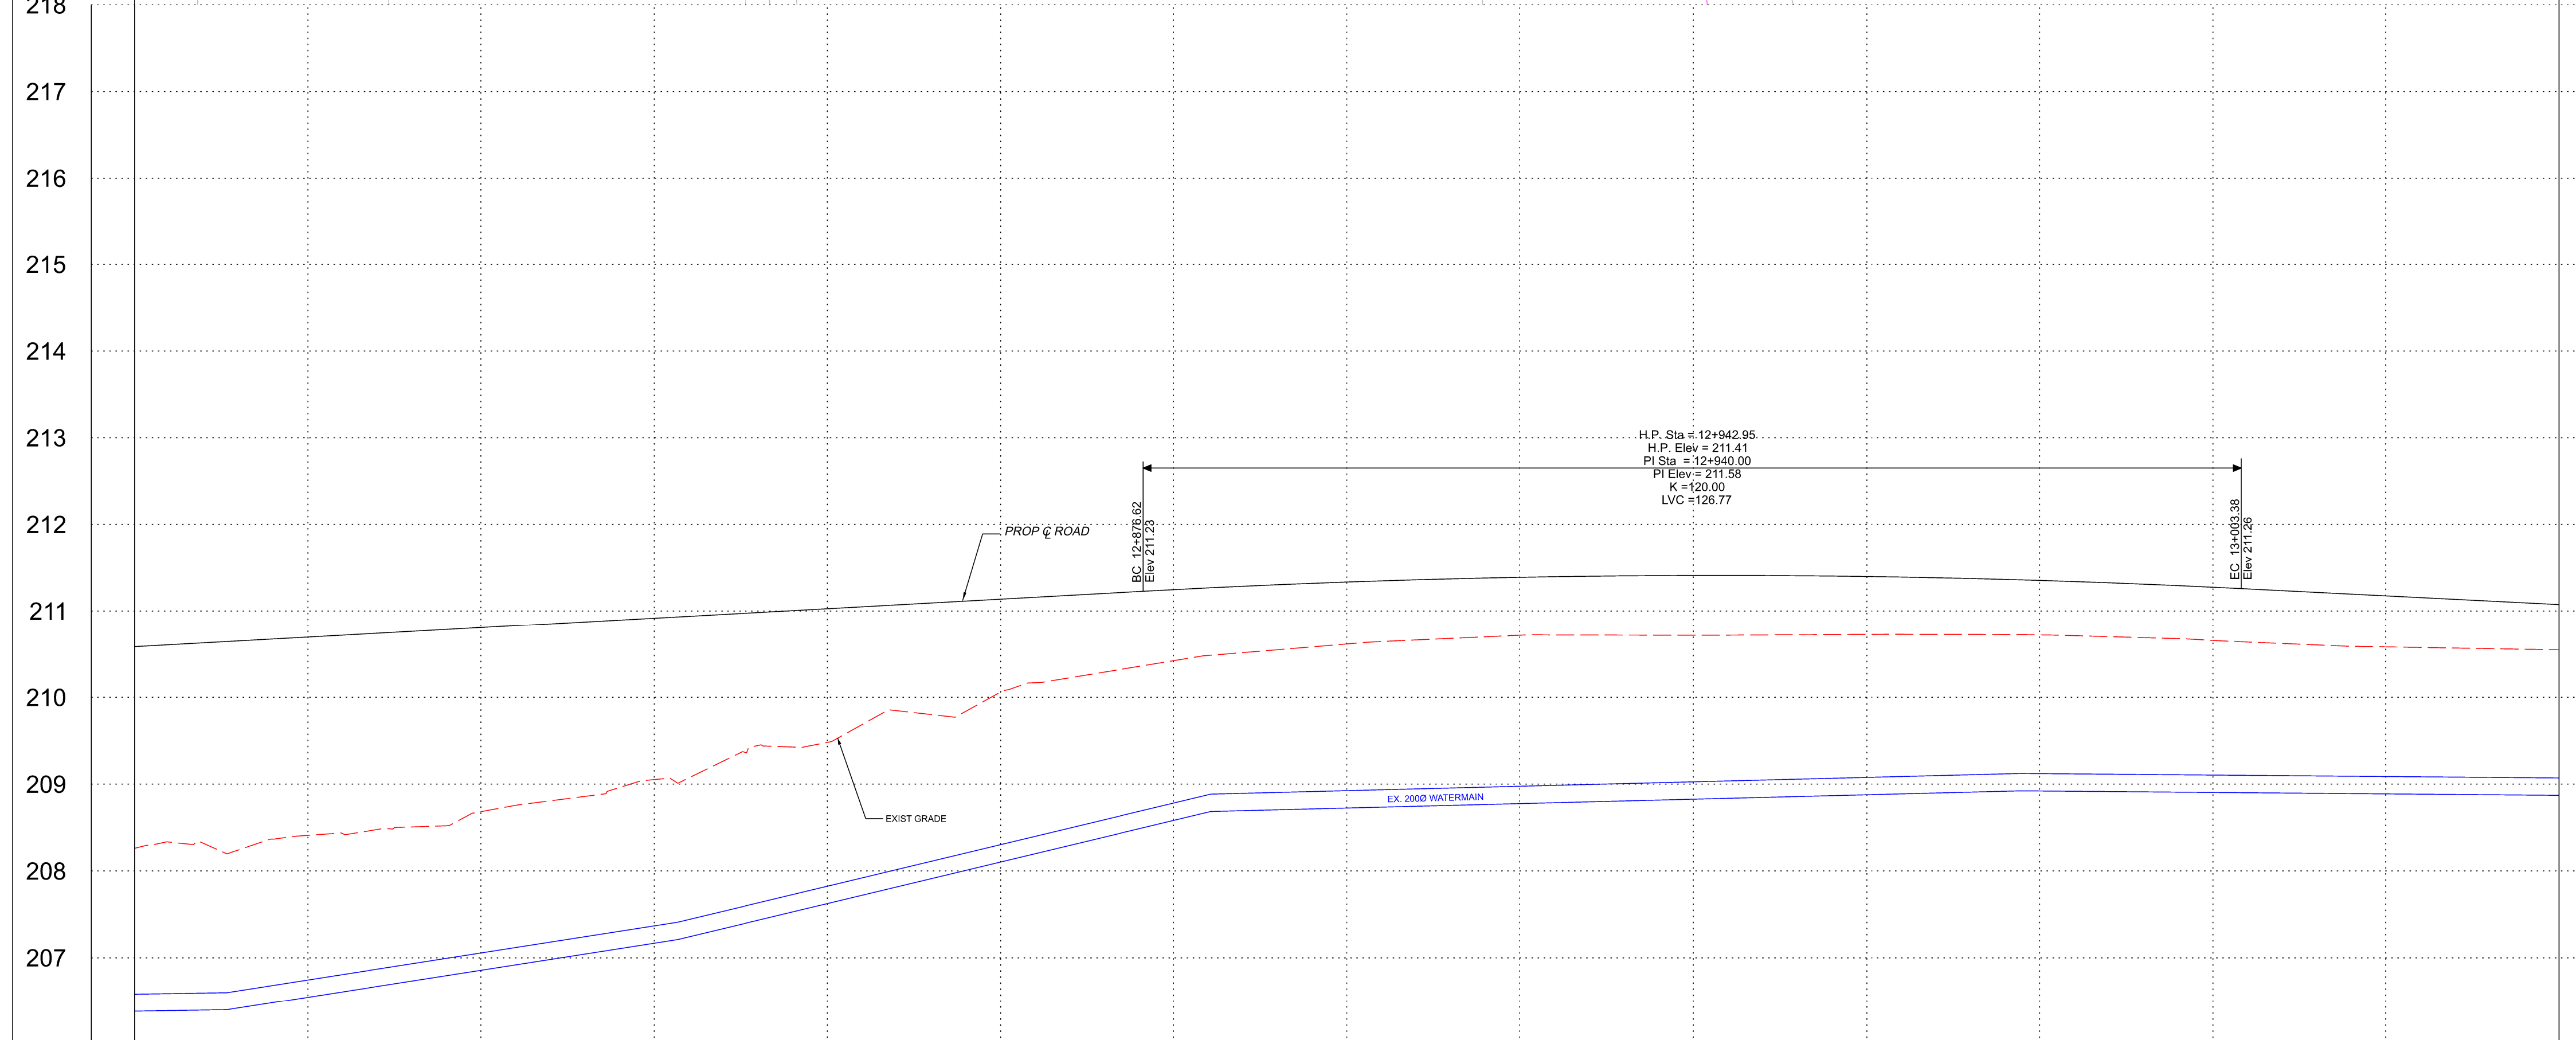 218
217
216
215
214
213
212
211
210
209
208
207
H.P. Sta = 12+942.95
H.P. Elev = 211.41
PI Sta = 12+940.00
PI Elev = 211.58
K =120.00
LVC =126.77
BC 12+876.62
Elev 211.23
EC 13+003.38
Elev 211.26
PROP ℄ ROAD
EXIST GRADE
EX. 200Ø WATERMAIN